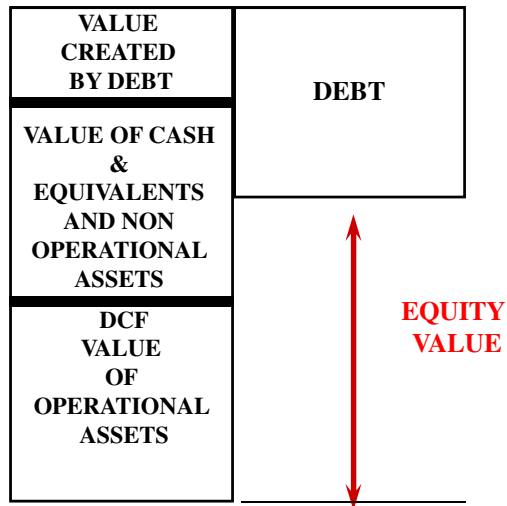 VALUE
CREATED
BY DEBT
DEBT
VALUE OF CASH
&
EQUIVALENTS
AND NON
OPERATIONAL
ASSETS
DCF
VALUE
OF
OPERATIONAL
ASSETS
EQUITY
VALUE